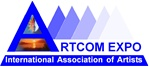 ARTCOM EXPO
International Association of Artists